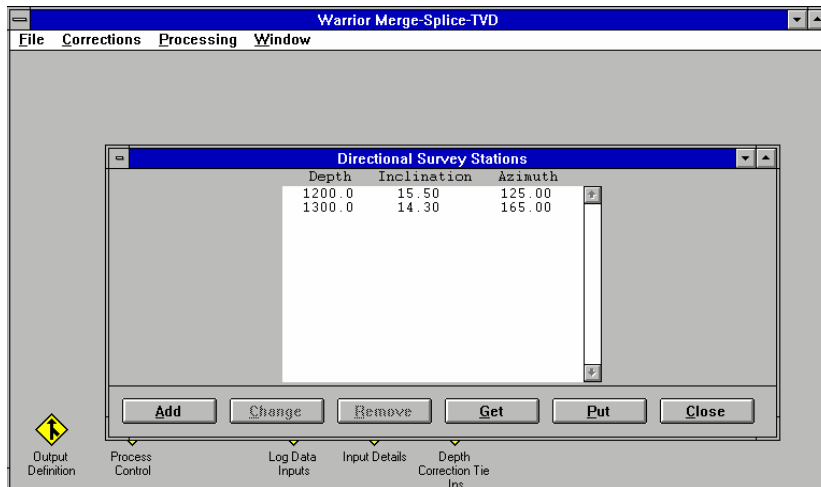 Warrior Merge-Splice-TVD
File Corrections Processing Window
Directional Survey Stations
Depth Inclination Azimuth
1200.0 15.50 125.00
1300.0 14.30 165.00
Add Change Remove Get Put Close
Output Definition
Process Control
Log Data Inputs
Input Details
Depth Correction Tie Ins